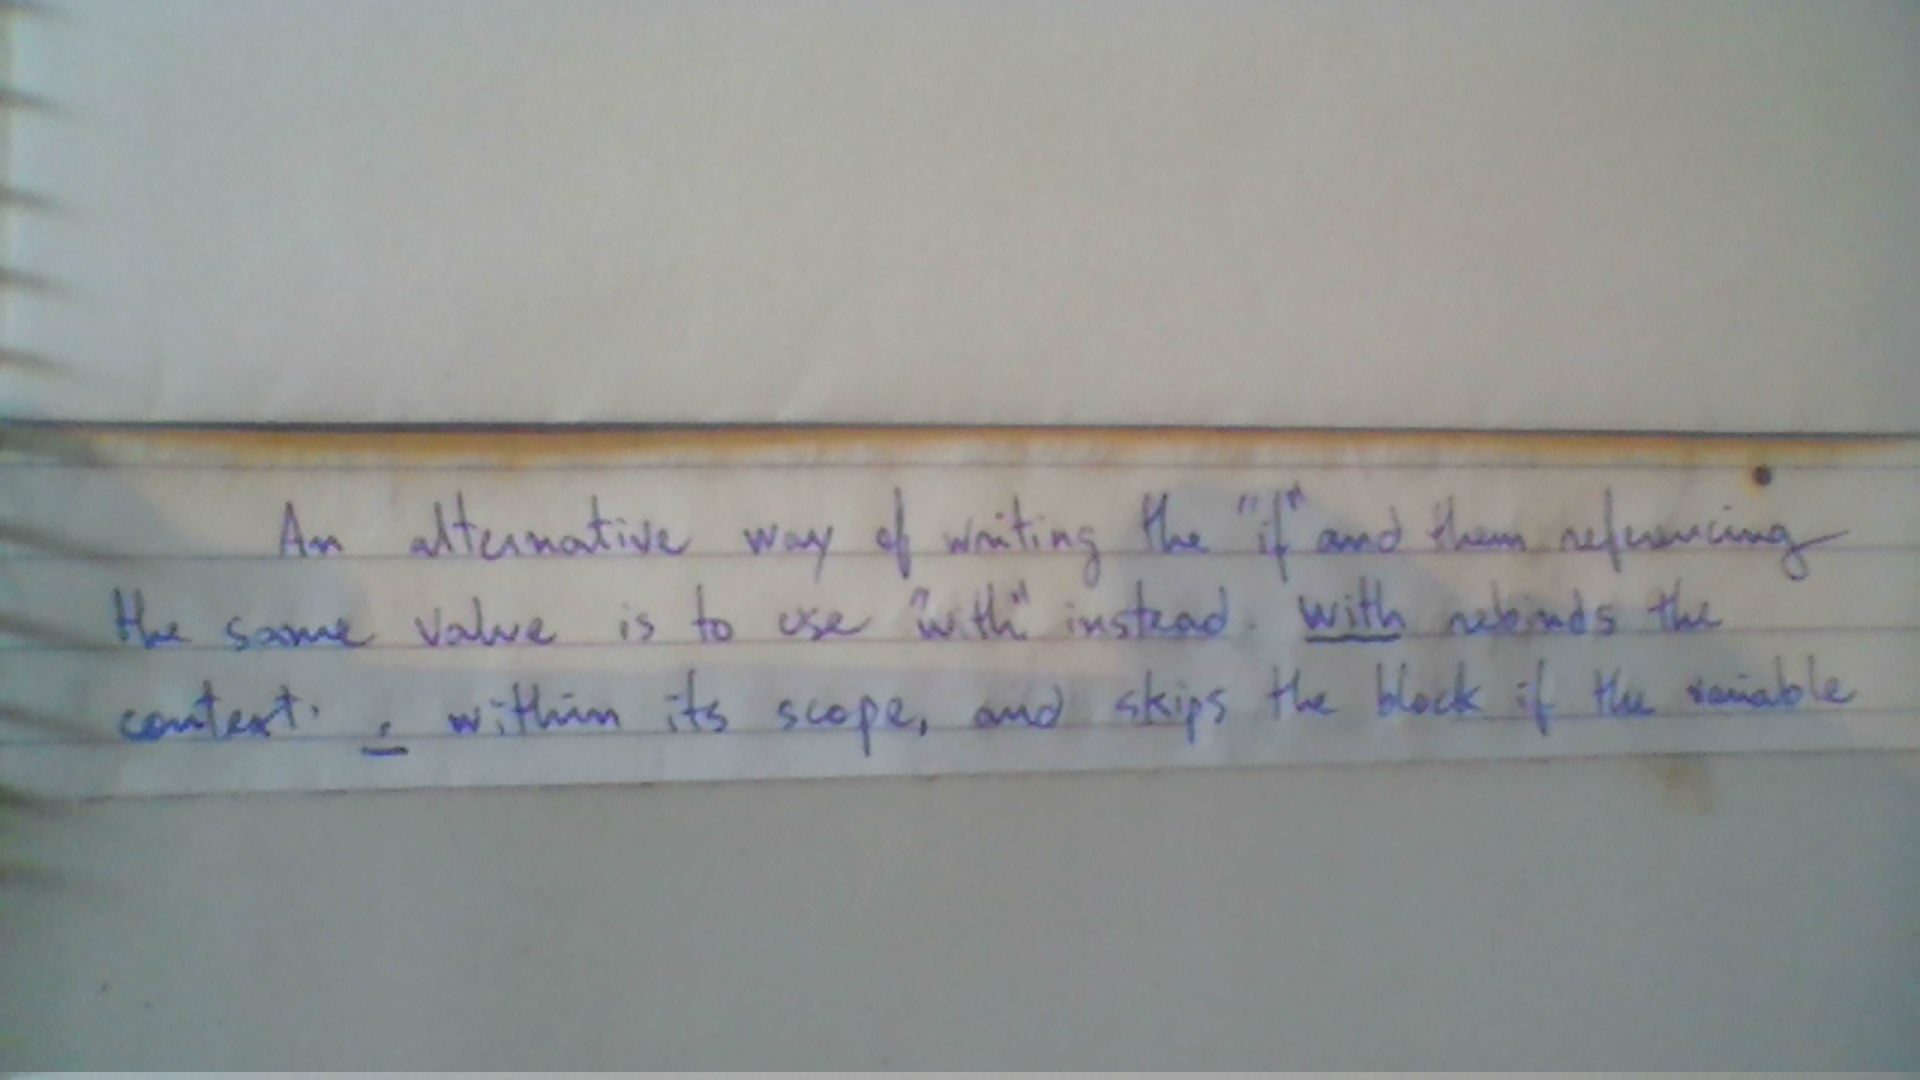 An alternative way of writing the "if" and then referencing
the same value is to use "with" instead. with rebinds the
context . within its scope, and skips the block if the variable